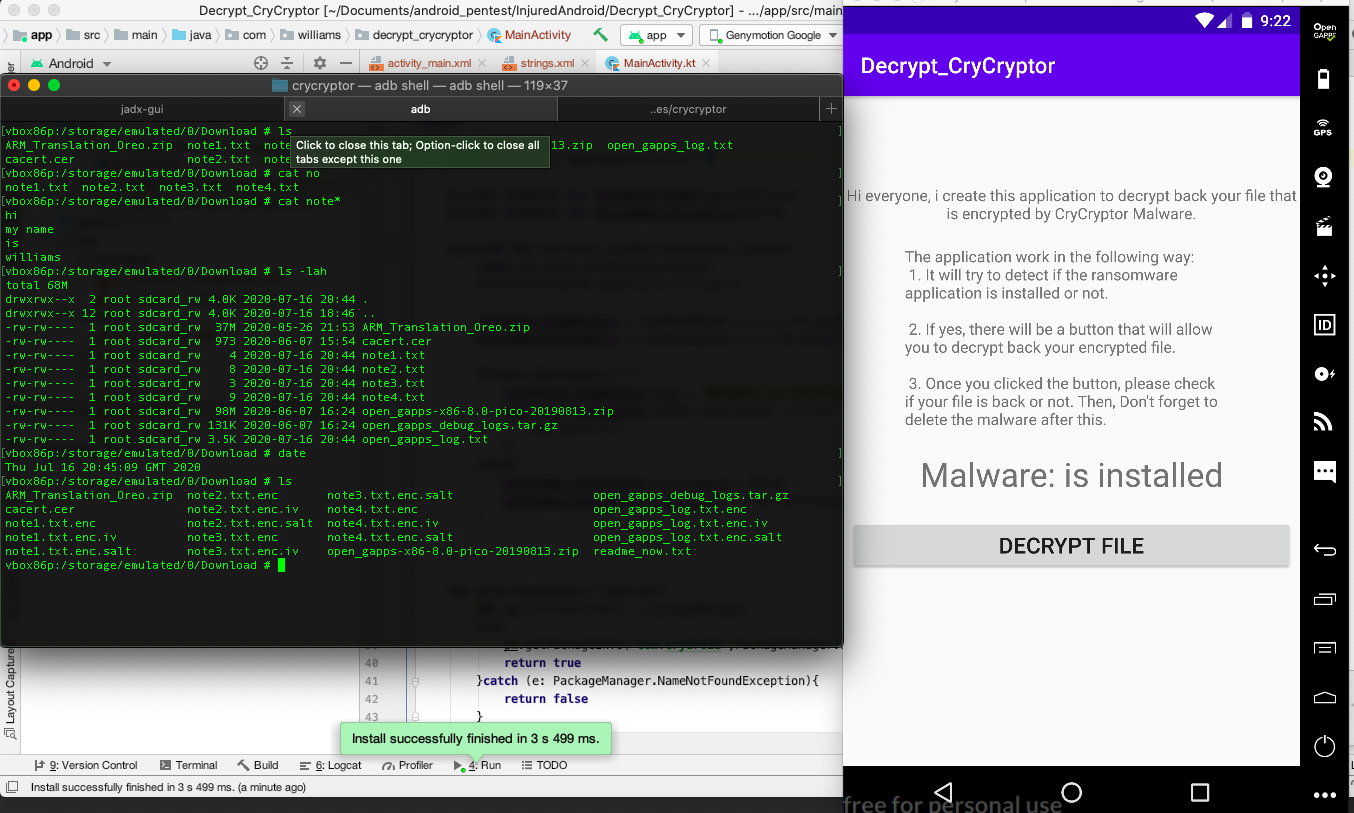 Decrypt_CryCryptor [~/Documents/android_pentest/InjuredAndroid/Decrypt_CryCryptor] - .../app/src/main
app src main java com williams decrypt_crycryptor MainActivity app Genymotion Google
Android activity_main.xml strings.xml MainActivity.kt
crycryptor — adb shell — adb shell — 119×37
jadx-gui adb ..es/crycryptor
[vbox86p:/storage/emulated/0/Download # ls ]
ARM_Translation_Oreo.zip note1.txt note 13.zip open_gapps_log.txt
cacert.cer note2.txt note
Click to close this tab; Option-click to close all
tabs except this one
[vbox86p:/storage/emulated/0/Download # cat no ]
note1.txt note2.txt note3.txt note4.txt
[vbox86p:/storage/emulated/0/Download # cat note* ]
hi
my name
is
williams
[vbox86p:/storage/emulated/0/Download # ls -lah ]
total 68M
drwxrwx--x 2 root sdcard_rw 4.0K 2020-07-16 20:44 .
drwxrwx--x 12 root sdcard_rw 4.0K 2020-07-16 18:46 ..
-rw-rw---- 1 root sdcard_rw 37M 2020-05-26 21:53 ARM_Translation_Oreo.zip
-rw-rw---- 1 root sdcard_rw 973 2020-06-07 15:54 cacert.cer
-rw-rw---- 1 root sdcard_rw 4 2020-07-16 20:44 note1.txt
-rw-rw---- 1 root sdcard_rw 8 2020-07-16 20:44 note2.txt
-rw-rw---- 1 root sdcard_rw 3 2020-07-16 20:44 note3.txt
-rw-rw---- 1 root sdcard_rw 9 2020-07-16 20:44 note4.txt
-rw-rw---- 1 root sdcard_rw 98M 2020-06-07 16:24 open_gapps-x86-8.0-pico-20190813.zip
-rw-rw---- 1 root sdcard_rw 131K 2020-06-07 16:24 open_gapps_debug_logs.tar.gz
-rw-rw---- 1 root sdcard_rw 3.5K 2020-07-16 20:44 open_gapps_log.txt
[vbox86p:/storage/emulated/0/Download # date ]
Thu Jul 16 20:45:09 GMT 2020
[vbox86p:/storage/emulated/0/Download # ls ]
ARM_Translation_Oreo.zip note2.txt.enc note3.txt.enc.salt open_gapps_debug_logs.tar.gz
cacert.cer note2.txt.enc.iv note4.txt.enc open_gapps_log.txt.enc
note1.txt.enc note2.txt.enc.salt note4.txt.enc.iv open_gapps_log.txt.enc.iv
note1.txt.enc.iv note3.txt.enc note4.txt.enc.salt open_gapps_log.txt.enc.salt
note1.txt.enc.salt note3.txt.enc.iv open_gapps-x86-8.0-pico-20190813.zip readme_now.txt
vbox86p:/storage/emulated/0/Download #
40 return true
41 }catch (e: PackageManager.NameNotFoundException){
42 return false
43 }
Layout Captures
Install successfully finished in 3 s 499 ms.
9: Version Control Terminal Build 6: Logcat Profiler 4: Run TODO
Install successfully finished in 3 s 499 ms. (a minute ago)
9:22
Decrypt_CryCryptor
Hi everyone, i create this application to decrypt back your file that
is encrypted by CryCryptor Malware.
The application work in the following way:
1. It will try to detect if the ransomware
application is installed or not.
2. If yes, there will be a button that will allow
you to decrypt back your encrypted file.
3. Once you clicked the button, please check
if your file is back or not. Then, Don't forget to
delete the malware after this.
Malware: is installed
DECRYPT FILE
free for personal use
Open
GAPPS
GPS
ID